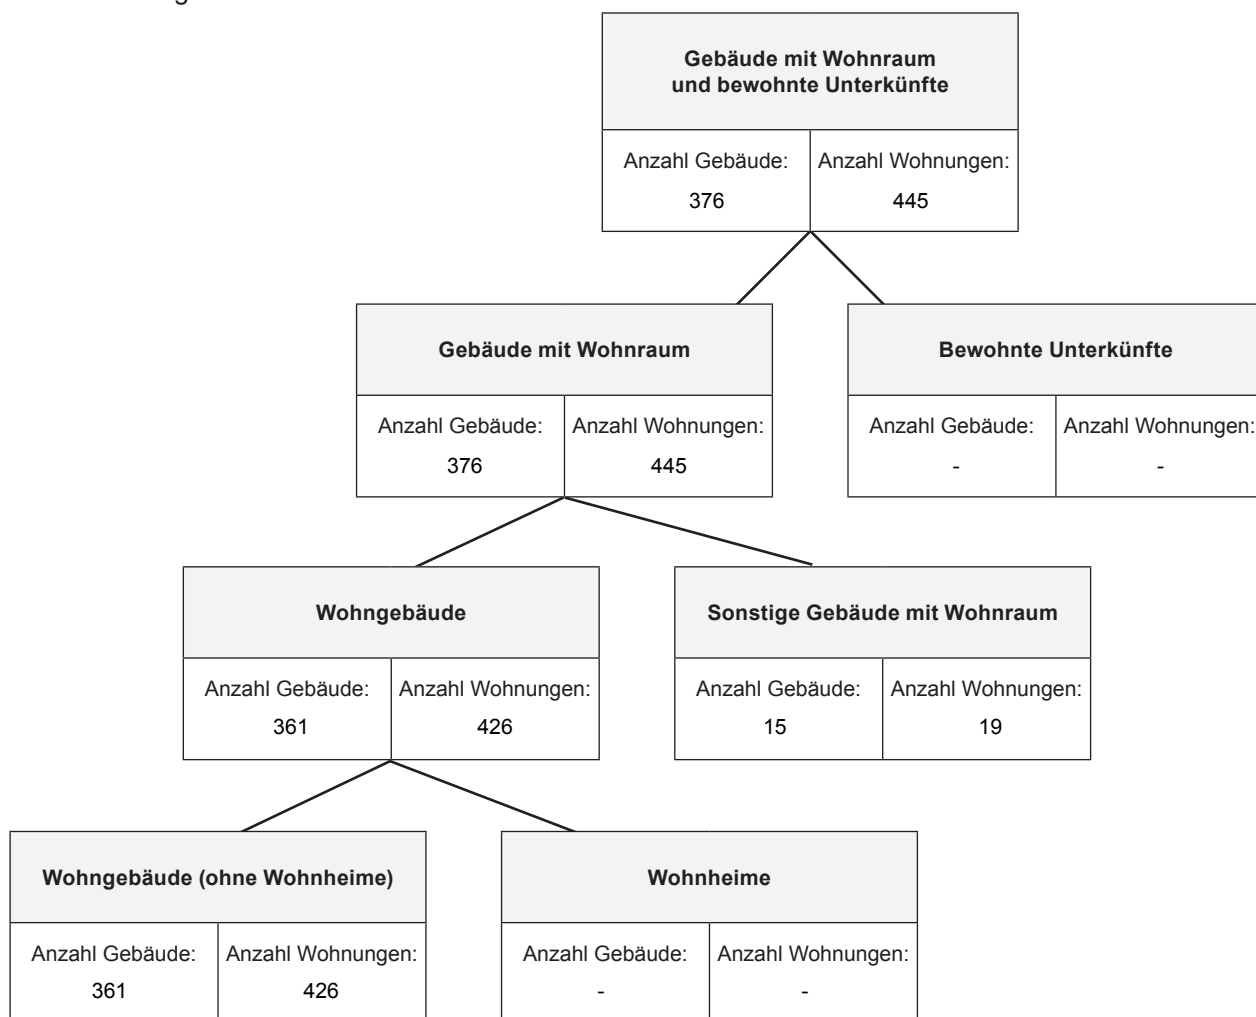 Gebäude mit Wohnraum
und bewohnte Unterkünfte
Anzahl Gebäude: Anzahl Wohnungen:
376 445
Gebäude mit Wohnraum Bewohnte Unterkünfte
Anzahl Gebäude: Anzahl Wohnungen: Anzahl Gebäude: Anzahl Wohnungen:
376 445 - -
Wohngebäude Sonstige Gebäude mit Wohnraum
Anzahl Gebäude: Anzahl Wohnungen: Anzahl Gebäude: Anzahl Wohnungen:
361 426 15 19
Wohngebäude (ohne Wohnheime) Wohnheime
Anzahl Gebäude: Anzahl Wohnungen: Anzahl Gebäude: Anzahl Wohnungen:
361 426 - -